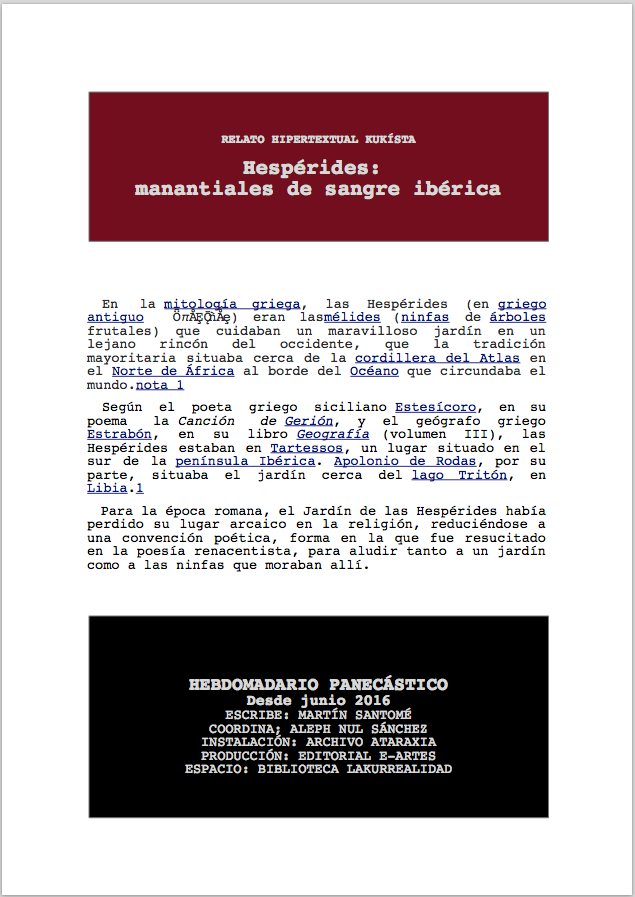 RELATO HIPERTEXTUAL KUKÍSTA
Hespérides:
manantiales de sangre ibérica
En la mitología griega, las Hespérides (en griego
antiguo eran lasmélides (ninfas de árboles
frutales) que cuidaban un maravilloso jardín en un
lejano rincón del occidente, que la tradición
mayoritaria situaba cerca de la cordillera del Atlas en
el Norte de África al borde del Océano que circundaba el
mundo.nota 1
Según el poeta griego siciliano Estesícoro, en su
poema la Canción de Gerión, y el geógrafo griego
Estrabón, en su libro Geografía (volumen III), las
Hespérides estaban en Tartessos, un lugar situado en el
sur de la península Ibérica. Apolonio de Rodas, por su
parte, situaba el jardín cerca del lago Tritón, en
Libia.1
Para la época romana, el Jardín de las Hespérides había
perdido su lugar arcaico en la religión, reduciéndose a
una convención poética, forma en la que fue resucitado
en la poesía renacentista, para aludir tanto a un jardín
como a las ninfas que moraban allí.
HEBDOMADARIO PANECÁSTICO
Desde junio 2016
ESCRIBE: MARTÍN SANTOMÉ
COORDINA; ALEPH NUL SÁNCHEZ
INSTALACIÓN: ARCHIVO ATARAXIA
PRODUCCIÓN: EDITORIAL E-ARTES
ESPACIO: BIBLIOTECA LAKURREALIDAD